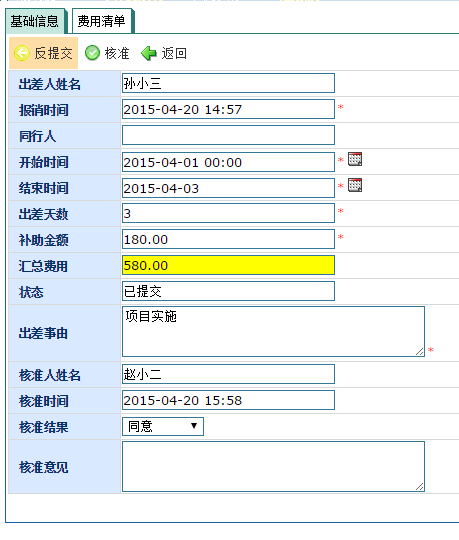 基础信息 费用清单
反提交 核准 返回
出差人姓名 孙小三
报销时间 2015-04-20 14:57 *
同行人
开始时间 2015-04-01 00:00 *
结束时间 2015-04-03 *
出差天数 3 *
补助金额 180.00 *
汇总费用 580.00
状态 已提交
出差事由 项目实施 *
核准人姓名 赵小二
核准时间 2015-04-20 15:58
核准结果 同意
核准意见